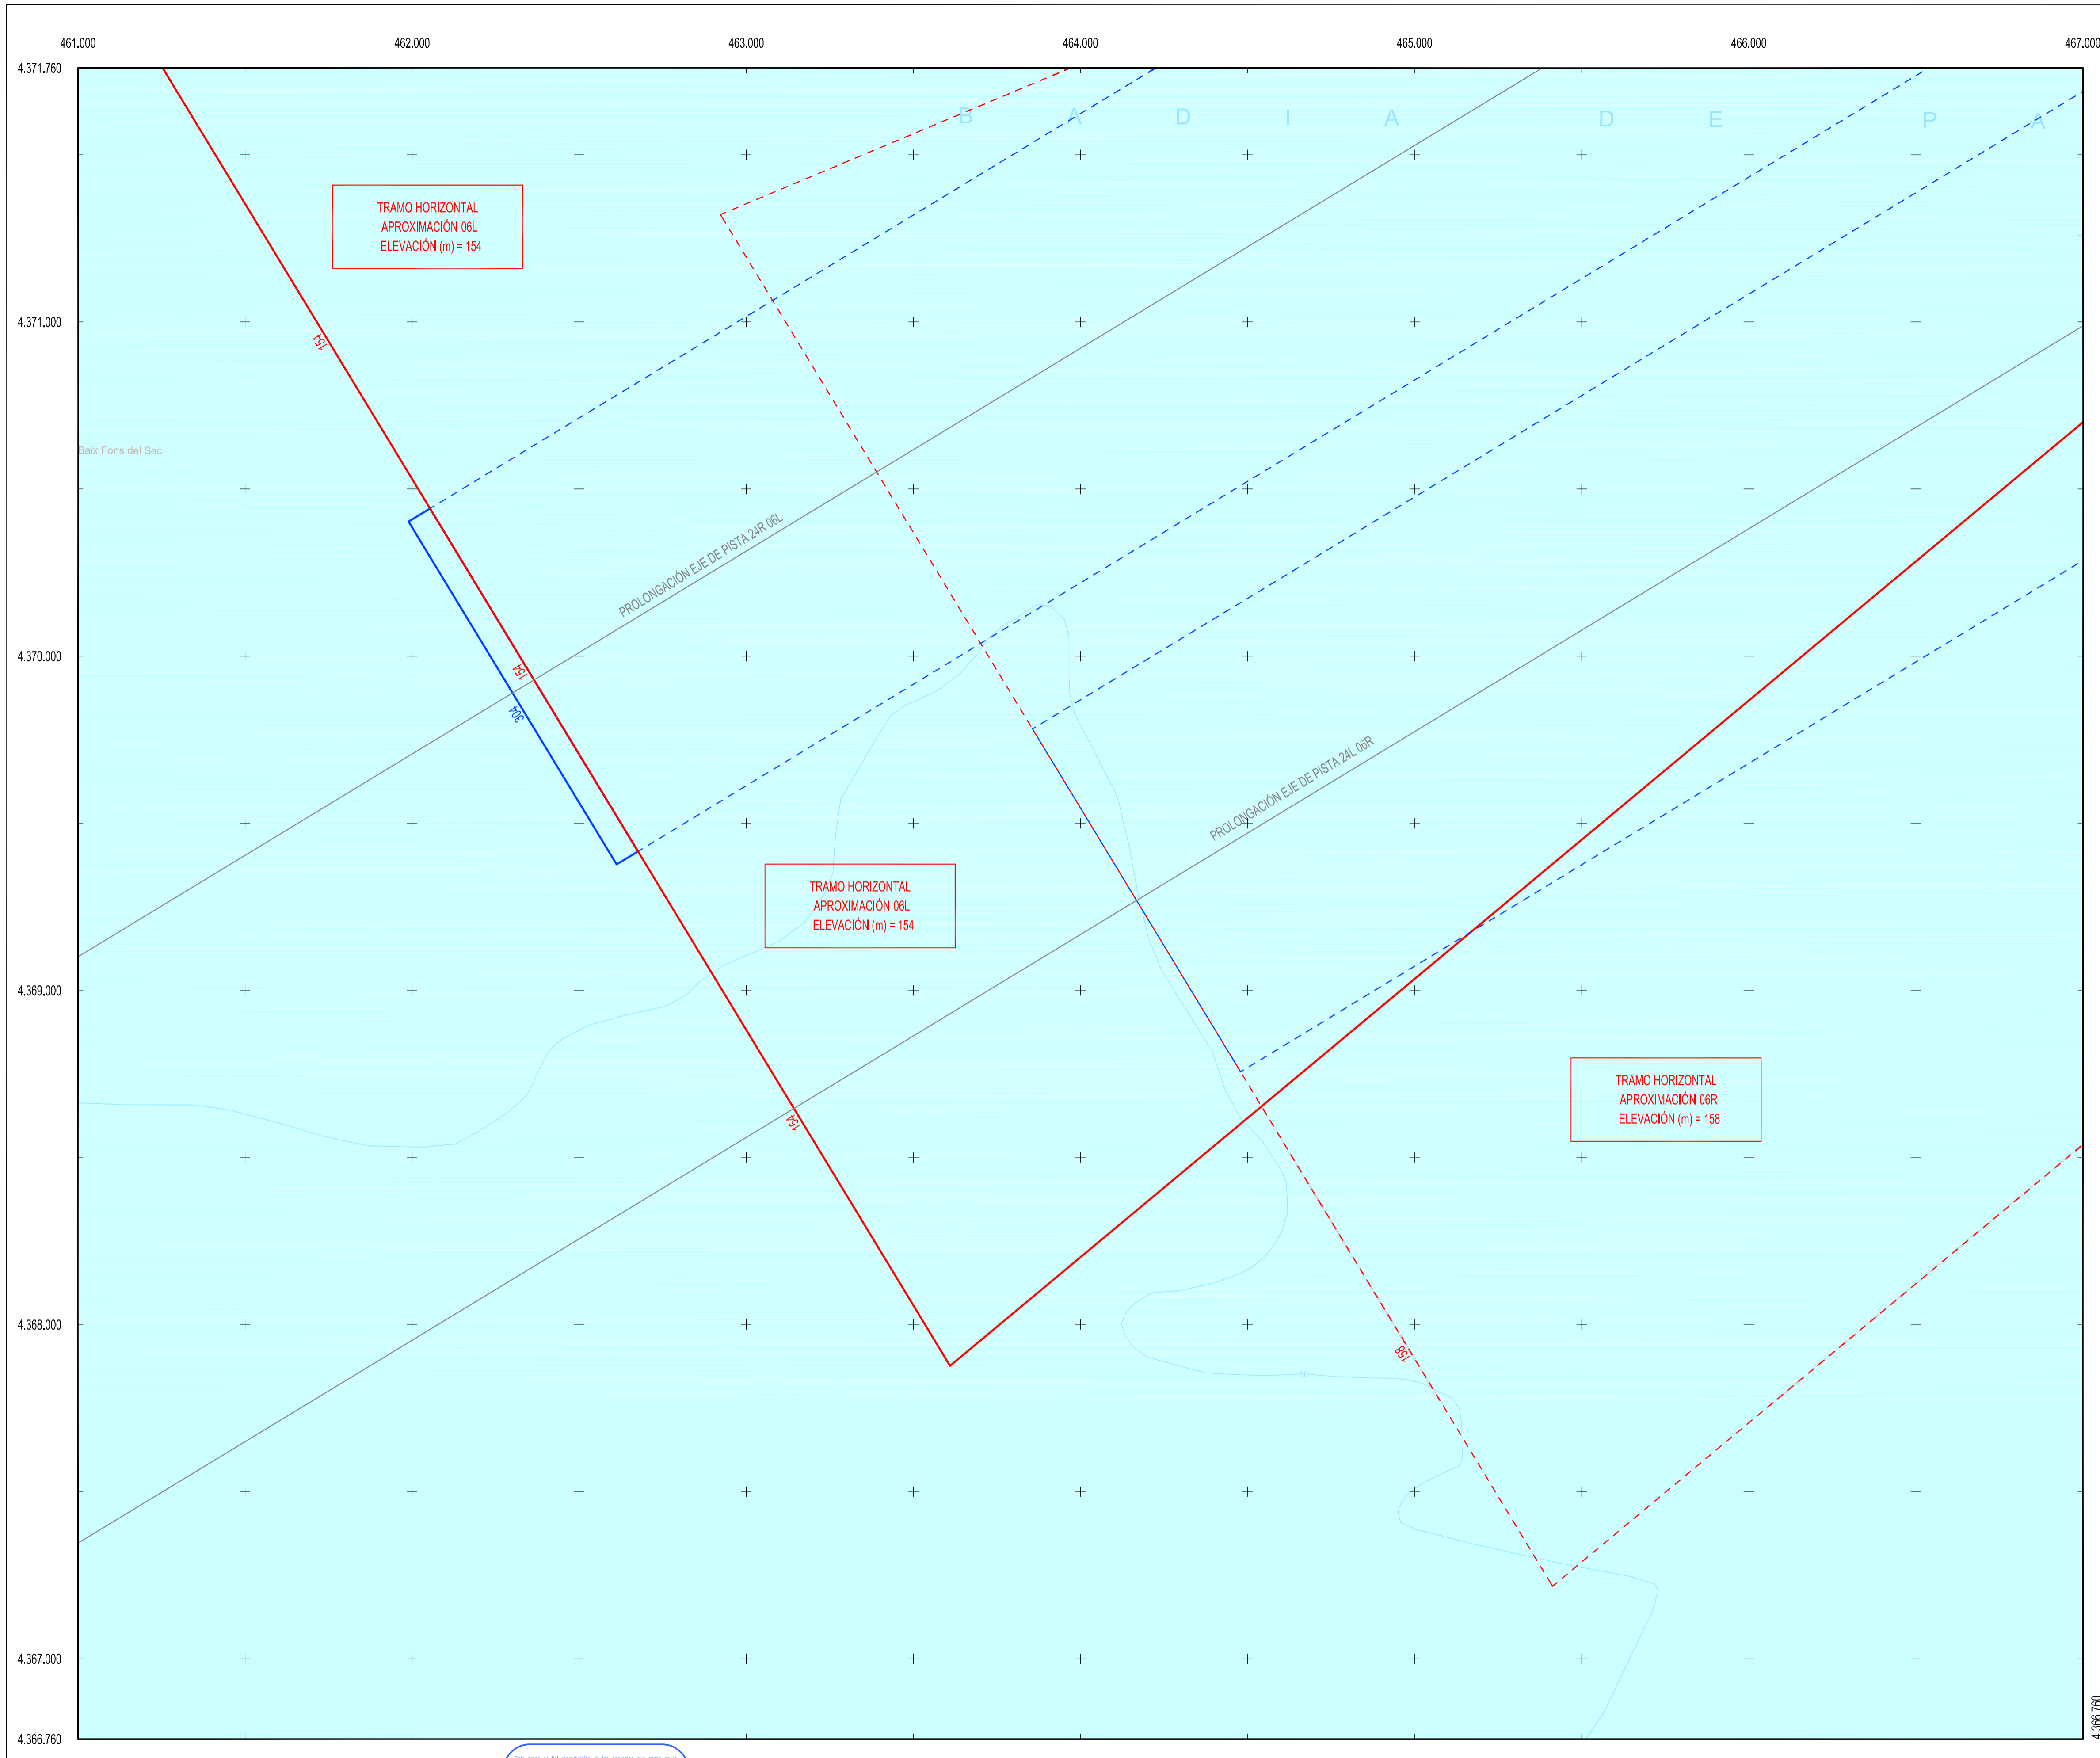 461.000 462.000 463.000 464.000 465.000 466.000 467.000
4.371.760
B A D I A D E P A
TRAMO HORIZONTAL
APROXIMACIÓN 06L
ELEVACIÓN (m) = 154
4.371.000
154
Baix Fons del Sec
PROLONGACIÓN EJE DE PISTA 24R 06L
4.370.000
154
304
PROLONGACIÓN EJE DE PISTA 24L 06R
TRAMO HORIZONTAL
APROXIMACIÓN 06L
ELEVACIÓN (m) = 154
4.369.000
TRAMO HORIZONTAL
APROXIMACIÓN 06R
ELEVACIÓN (m) = 158
154
4.368.000
158
50
4.367.000
4.366.760
4.366.760